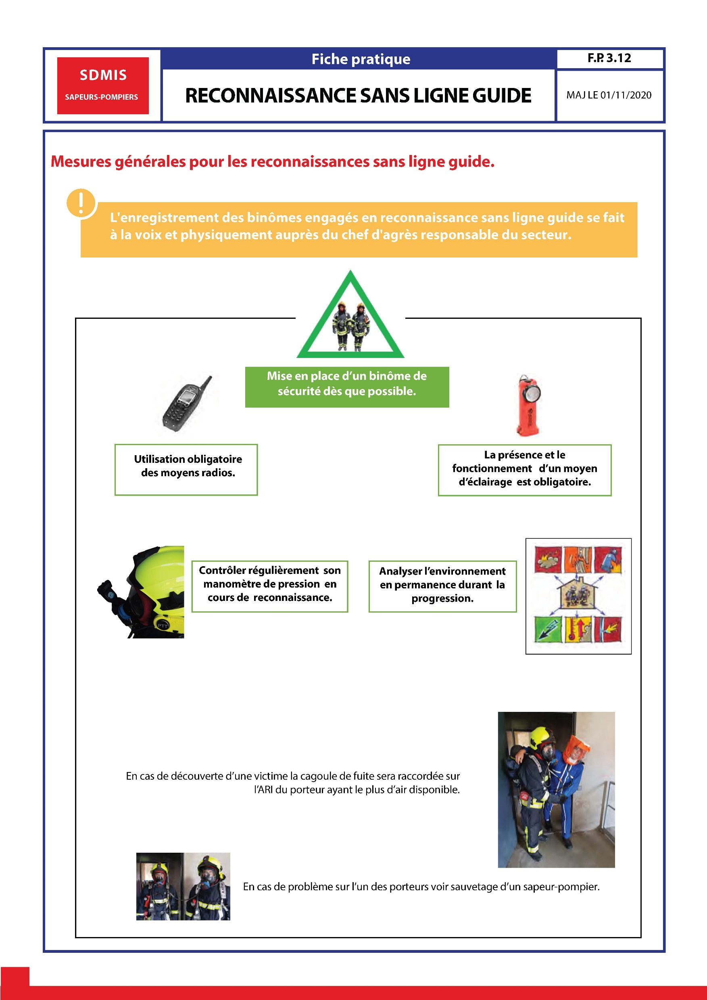 SDMIS
SAPEURS-POMPIERS
Fiche pratique
RECONNAISSANCE SANS LIGNE GUIDE
F.P. 3.12
MAJ LE 01/11/2020
Mesures générales pour les reconnaissances sans ligne guide.
!
L'enregistrement des binômes engagés en reconnaissance sans ligne guide se fait
à la voix et physiquement auprès du chef d'agrès responsable du secteur.
Mise en place d’un binôme de
sécurité dès que possible.
Utilisation obligatoire
des moyens radios.
La présence et le
fonctionnement d’un moyen
d’éclairage est obligatoire.
Contrôler régulièrement son
manomètre de pression en
cours de reconnaissance.
PTT
Analyser l’environnement
en permanence durant la
progression.
En cas de découverte d’une victime la cagoule de fuite sera raccordée sur
l’ARI du porteur ayant le plus d’air disponible.
En cas de problème sur l’un des porteurs voir sauvetage d’un sapeur-pompier.